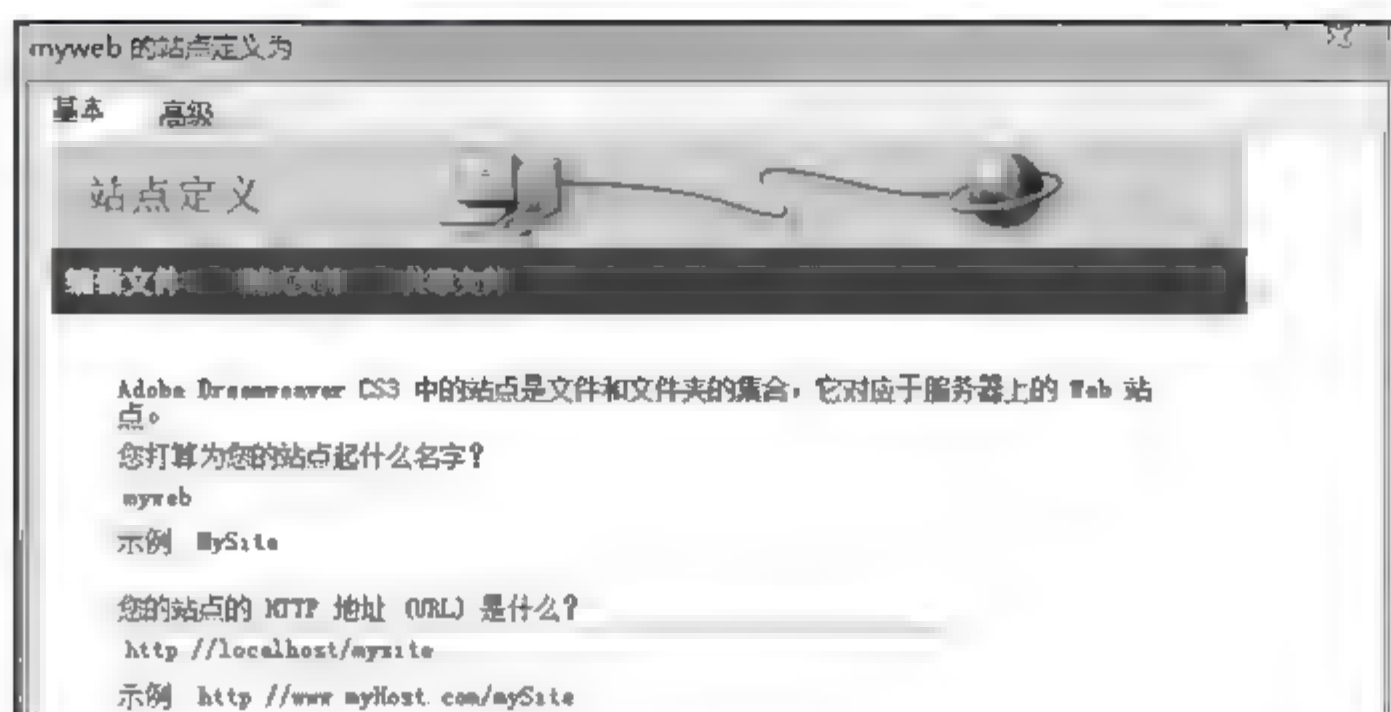 myweb 的站点定义为
基本 高级
站点定义
编辑文件
Adobe Dreamweaver CS3 中的站点是文件和文件夹的集合，它对应于服务器上的 Web 站
点。
您打算为您的站点起什么名字?
myweb
示例 MySite
您的站点的 HTTP 地址 (URL) 是什么?
http //localhost/mysite
示例 http //www myHost.com/mySite